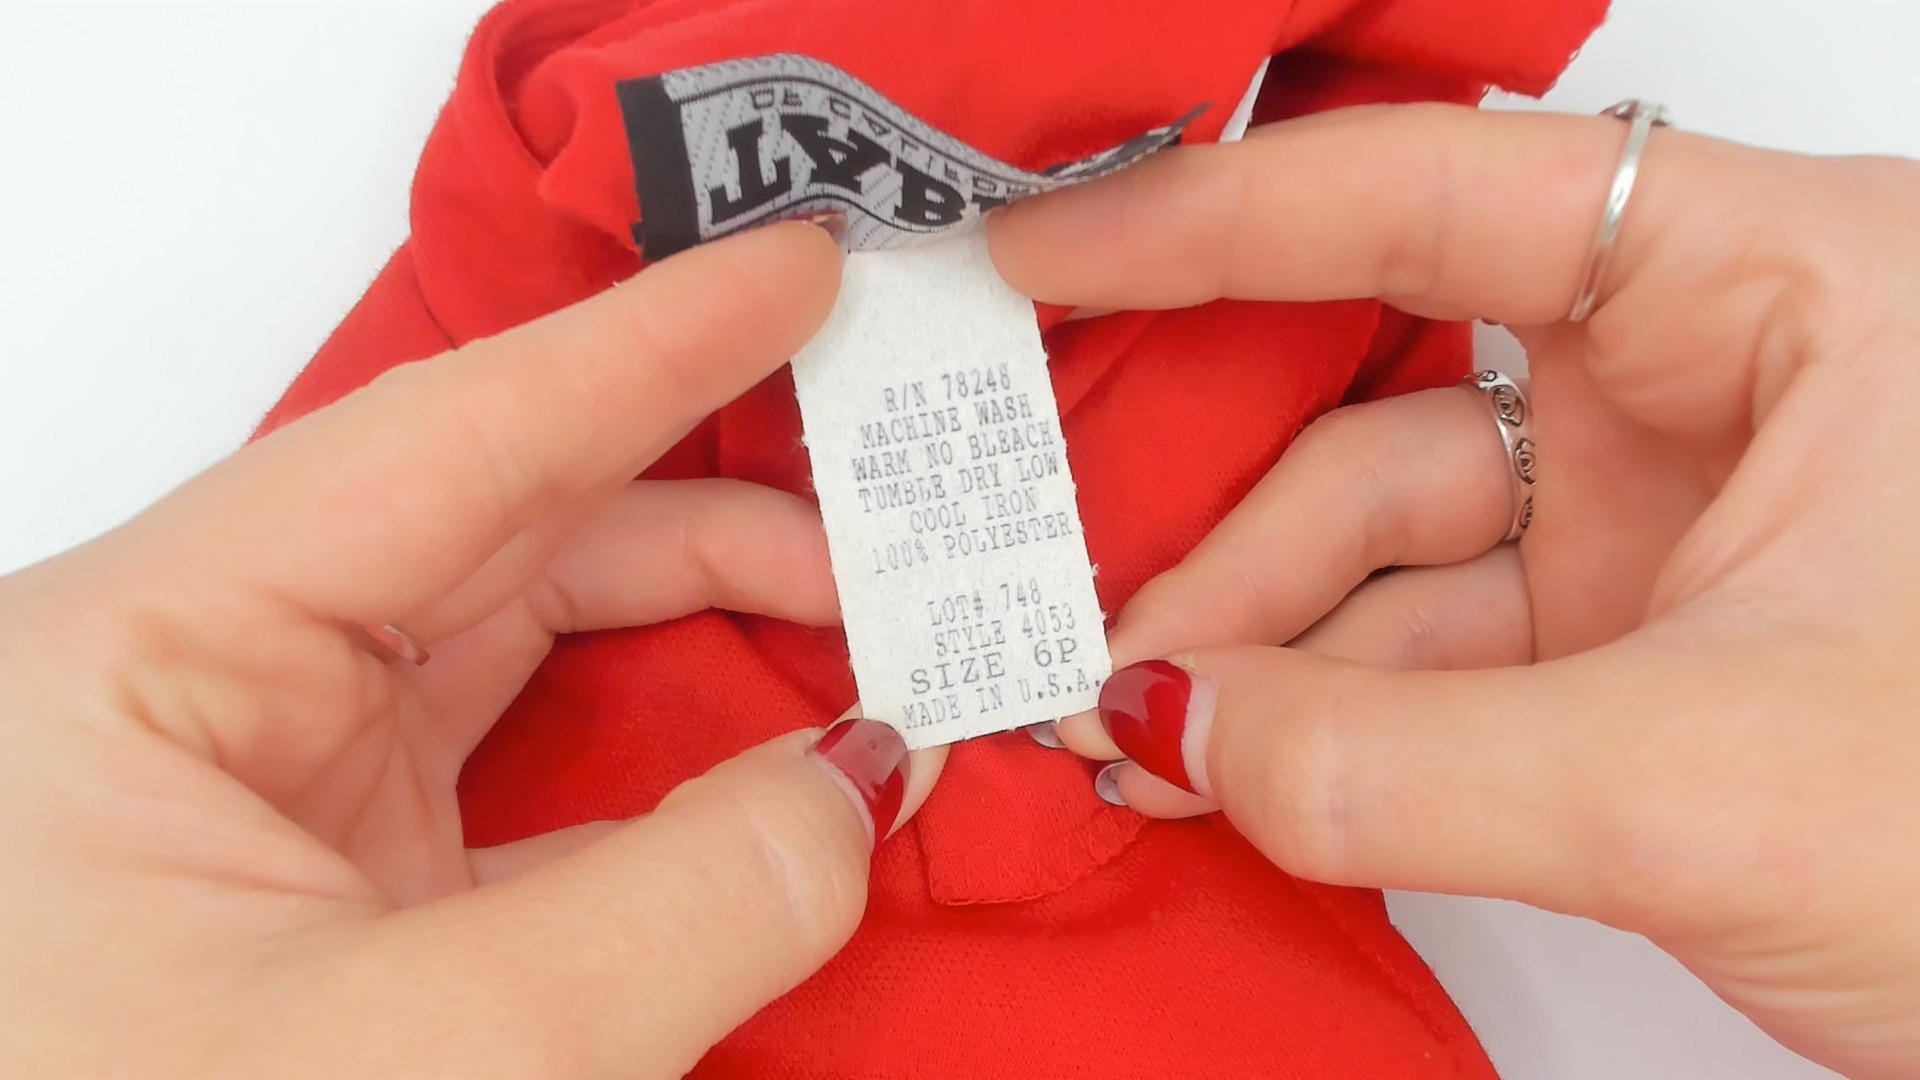 R/N 78248
MACHINE WASH
WARM NO BLEACH
TUMBLE DRY LOW
COOL IRON
100% POLYESTER
LOT# 748
STYLE 4053
SIZE 6P
MADE IN U.S.A.